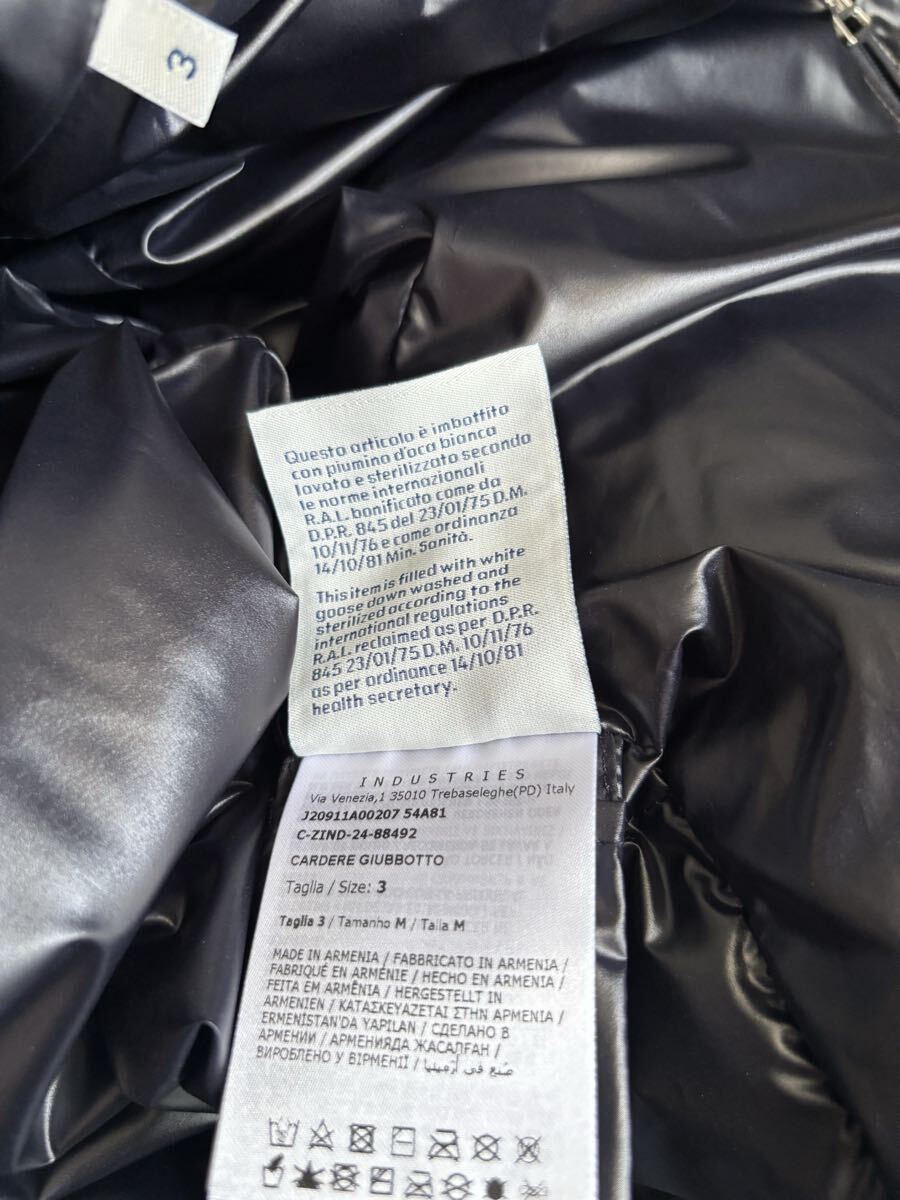 3
Questo articolo è imbottito
con piumino d'oca bianca
lavato e sterilizzato secondo
le norme internazionali
R.A.L. bonificato come da
D.P.R. 845 del 23/01/75 D.M.
10/11/76 e come ordinanza
14/10/81 Min. Sanità.
This item is filled with white
goose down washed and
sterilized according to the
international regulations
R.A.L. reclaimed as per D.P.R.
845 23/01/75 D.M. 10/11/76
as per ordinance 14/10/81
health secretary.
INDUSTRIES
Via Venezia,1 35010 Trebaseleghe(PD) Italy
J20911A00207 54A81
C-ZIND-24-88492
CARDERE GIUBBOTTO
Taglia / Size: 3
Taglia 3 / Tamanho M / Talla M
MADE IN ARMENIA / FABBRICATO IN ARMENIA /
FABRIQUÉ EN ARMÉNIE / HECHO EN ARMENIA /
FEITA EM ARMÊNIA / HERGESTELLT IN
ARMENIEN / ΚΑΤΑΣΚΕΥΑΖΕΤΑΙ ΣΤΗΝ ΑΡΜΕΝΙΑ /
ERMENİSTAN'DA YAPILAN / СДЕЛАНО В
АРМЕНИИ / АРМЕНИЯДА ЖАСАЛҒАН /
ВИРОБЛЕНО У ВІРМЕНІЇ / صُنع في أرمينيا